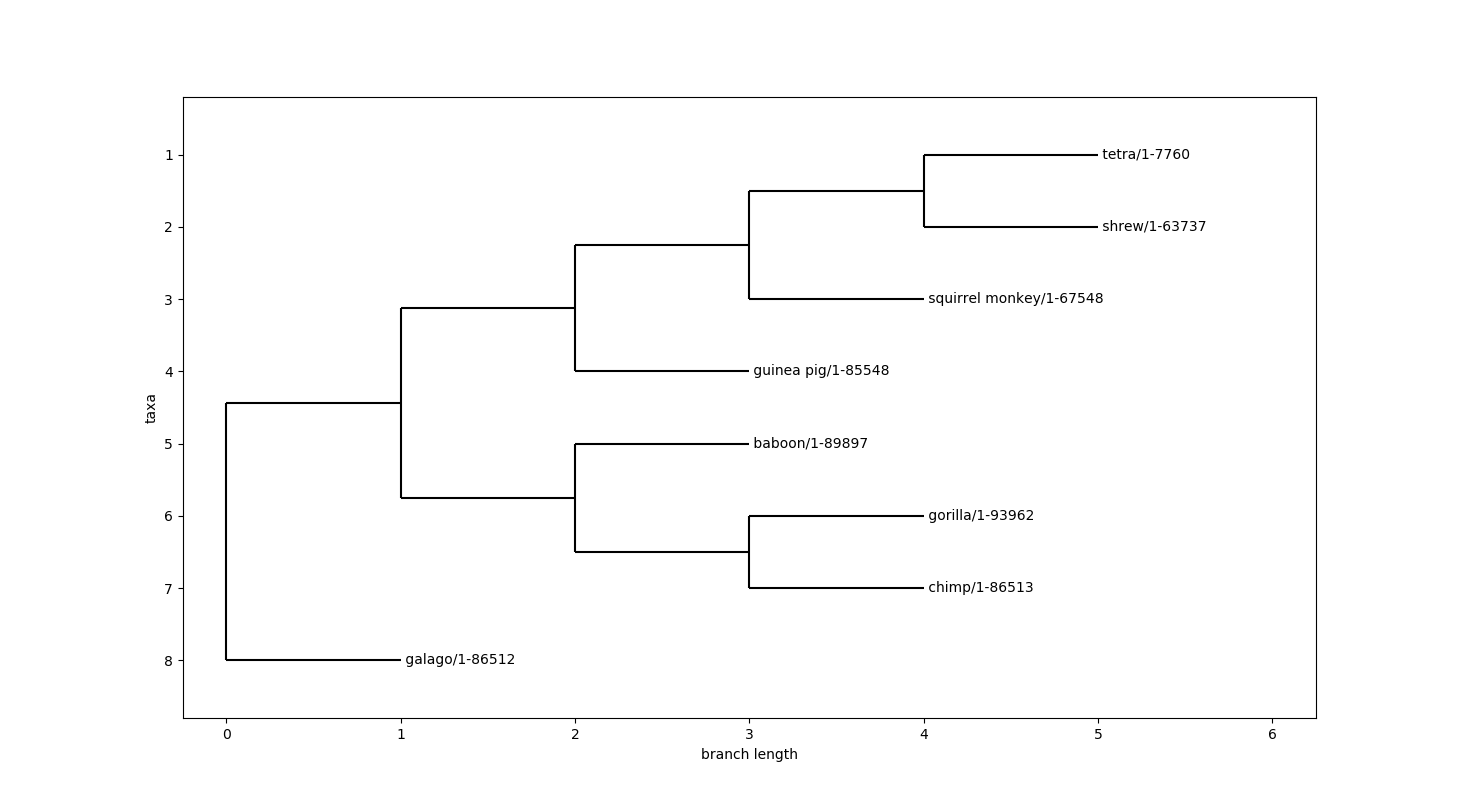 1
tetra/1-7760
2
shrew/1-63737
3
squirrel monkey/1-67548
4
guinea pig/1-85548
taxa
5
baboon/1-89897
6
gorilla/1-93962
7
chimp/1-86513
8
galago/1-86512
0 1 2 3 4 5 6
branch length